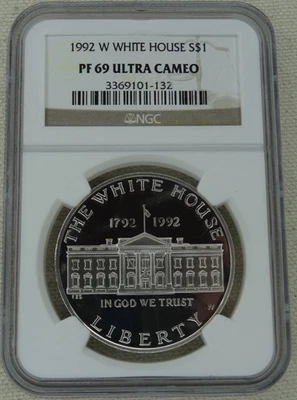 1992 W WHITE HOUSE S$1
PF 69 ULTRA CAMEO
3369101-132
NGC
THE WHITE HOUSE
1792 1992
IN GOD WE TRUST
W
LIBERTY